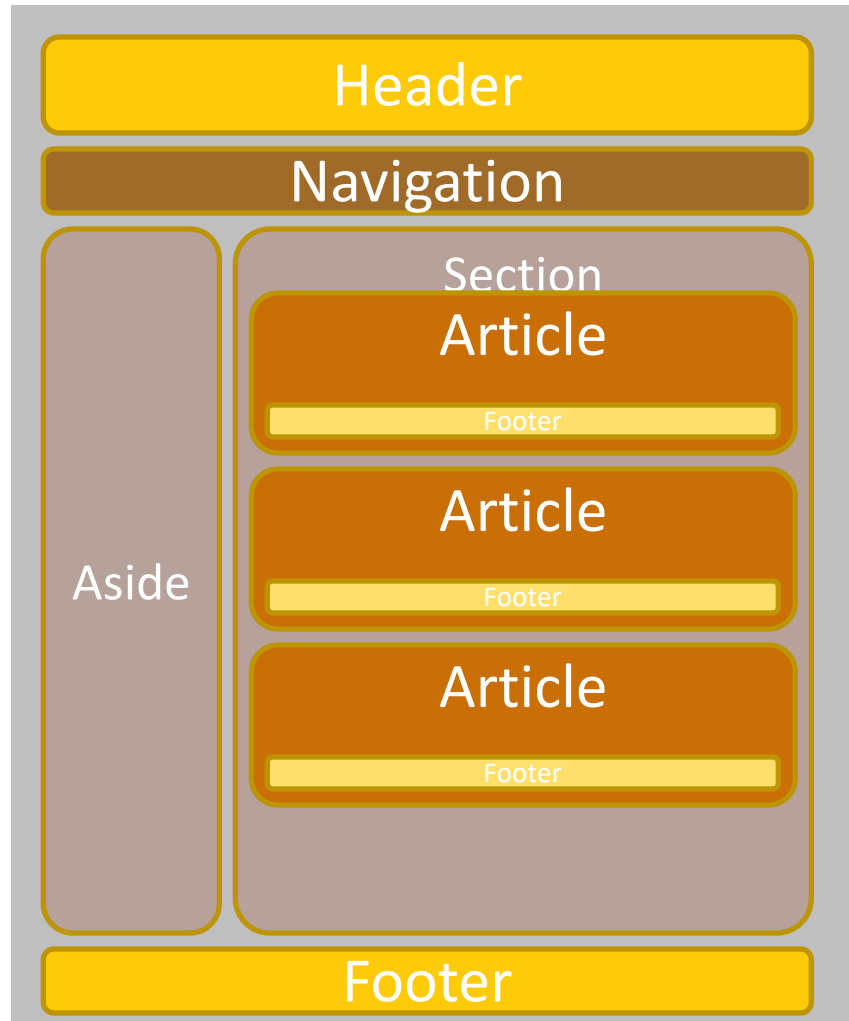 Header
Navigation
Aside
Section
Article
Footer
Article
Footer
Article
Footer
Footer